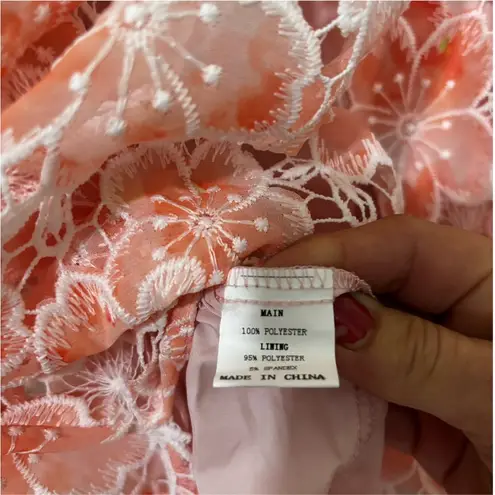 MAIN
100% POLYESTER
LINING
95% POLYESTER
5% SPANDEX
MADE IN CHINA